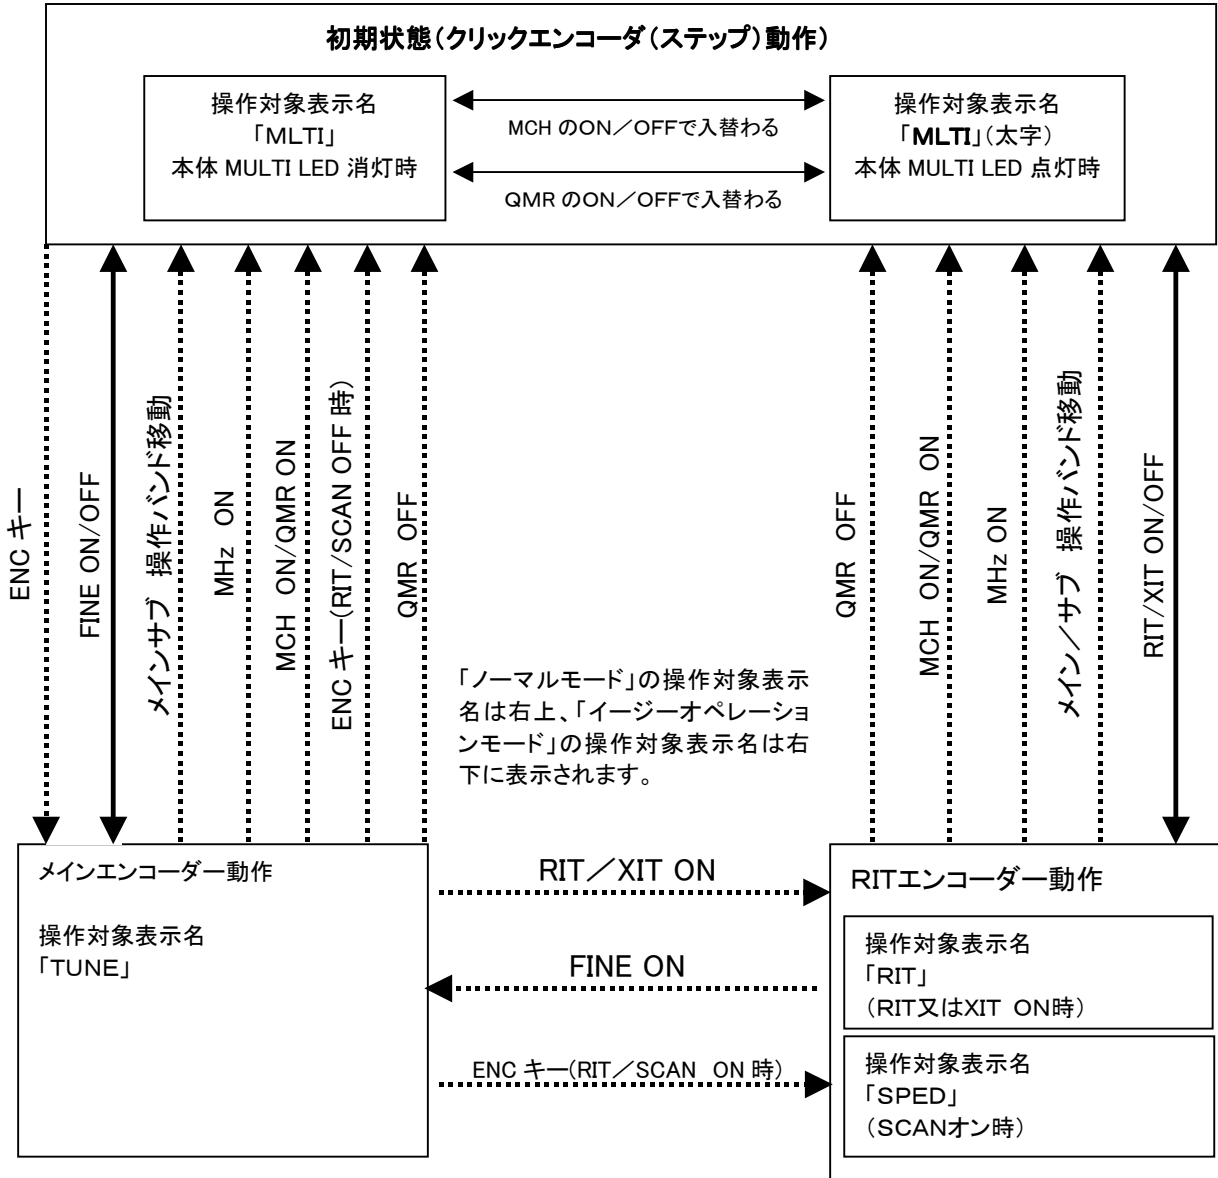 初期状態（クリックエンコーダ（ステップ）動作）
操作対象表示名
「MLTI」
本体 MULTI LED 消灯時
MCH のON／OFFで入替わる
QMR のON／OFFで入替わる
操作対象表示名
「MLTI」（太字）
本体 MULTI LED 点灯時
ENC キー
FINE ON/OFF
メインサブ 操作バンド移動
MHz ON
MCH ON/QMR ON
ENC キー(RIT/SCAN OFF 時)
QMR OFF
QMR OFF
MCH ON/QMR ON
MHz ON
メイン／サブ 操作バンド移動
RIT/XIT ON/OFF
「ノーマルモード」の操作対象表示
名は右上、「イージーオペレーショ
ンモード」の操作対象表示名は右
下に表示されます。
メインエンコーダー動作
操作対象表示名
「TUNE」
RIT／XIT ON
FINE ON
ENC キー(RIT／SCAN ON 時)
RITエンコーダー動作
操作対象表示名
「RIT」
（RIT又はXIT ON時）
操作対象表示名
「SPED」
（SCANオン時）